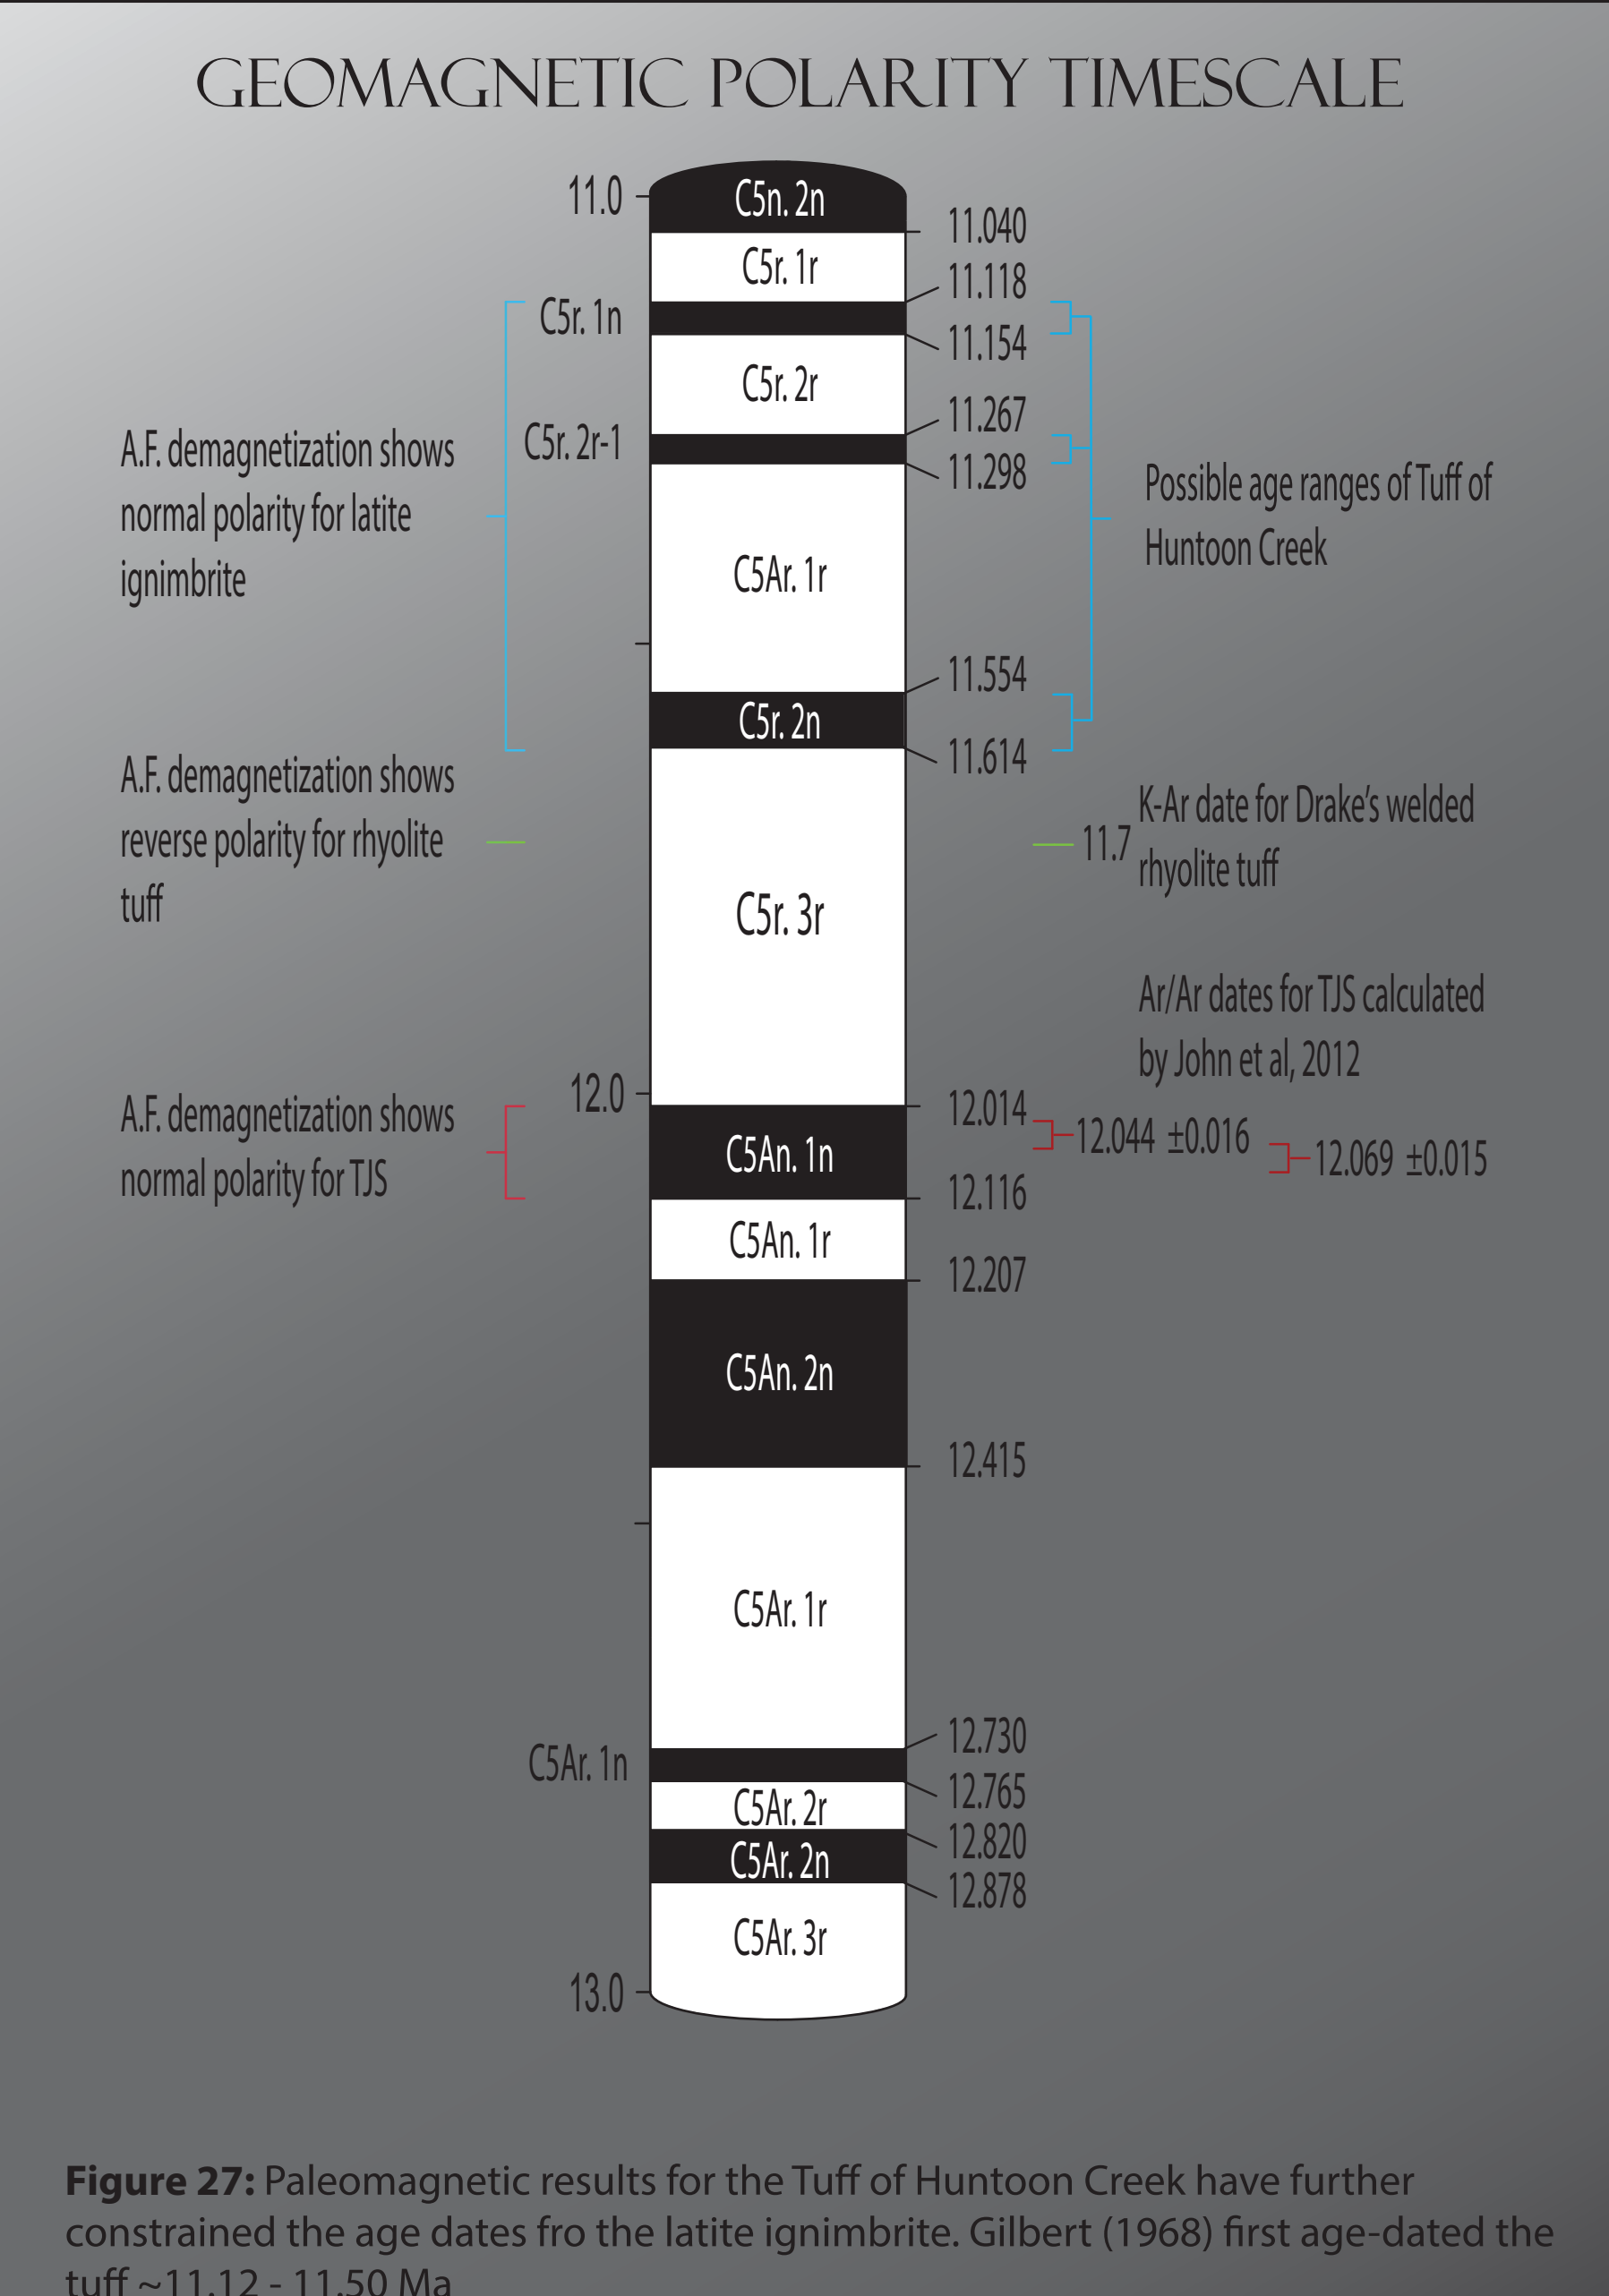 GEOMAGNETIC POLARITY TIMESCALE
11.0
C5n. 2n
11.040
C5r. 1r
11.118
C5r. 1n
11.154
C5r. 2r
11.267
C5r. 2r-1
11.298
A.F. demagnetization shows
normal polarity for latite
ignimbrite
Possible age ranges of Tuff of
Huntoon Creek
C5Ar. 1r
11.554
C5r. 2n
11.614
A.F. demagnetization shows
reverse polarity for rhyolite
tuff
11.7
K-Ar date for Drake's welded
rhyolite tuff
C5r. 3r
Ar/Ar dates for TJS calculated
by John et al, 2012
12.0
12.014
A.F. demagnetization shows
normal polarity for TJS
C5An. 1n
12.044 ±0.016
12.069 ±0.015
12.116
C5An. 1r
12.207
C5An. 2n
12.415
C5Ar. 1r
12.730
C5Ar. 1n
12.765
C5Ar. 2r
12.820
C5Ar. 2n
12.878
C5Ar. 3r
13.0
Figure 27: Paleomagnetic results for the Tuff of Huntoon Creek have further
constrained the age dates fro the latite ignimbrite. Gilbert (1968) first age-dated the
tuff ~11.12 - 11.50 Ma